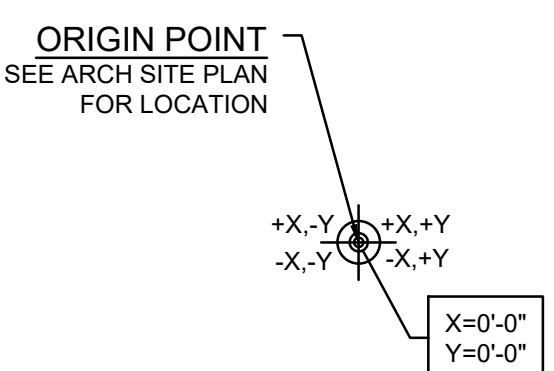 ORIGIN POINT
SEE ARCH SITE PLAN
FOR LOCATION
+X,-Y +X,+Y
-X,-Y -X,+Y
X=0'-0"
Y=0'-0"